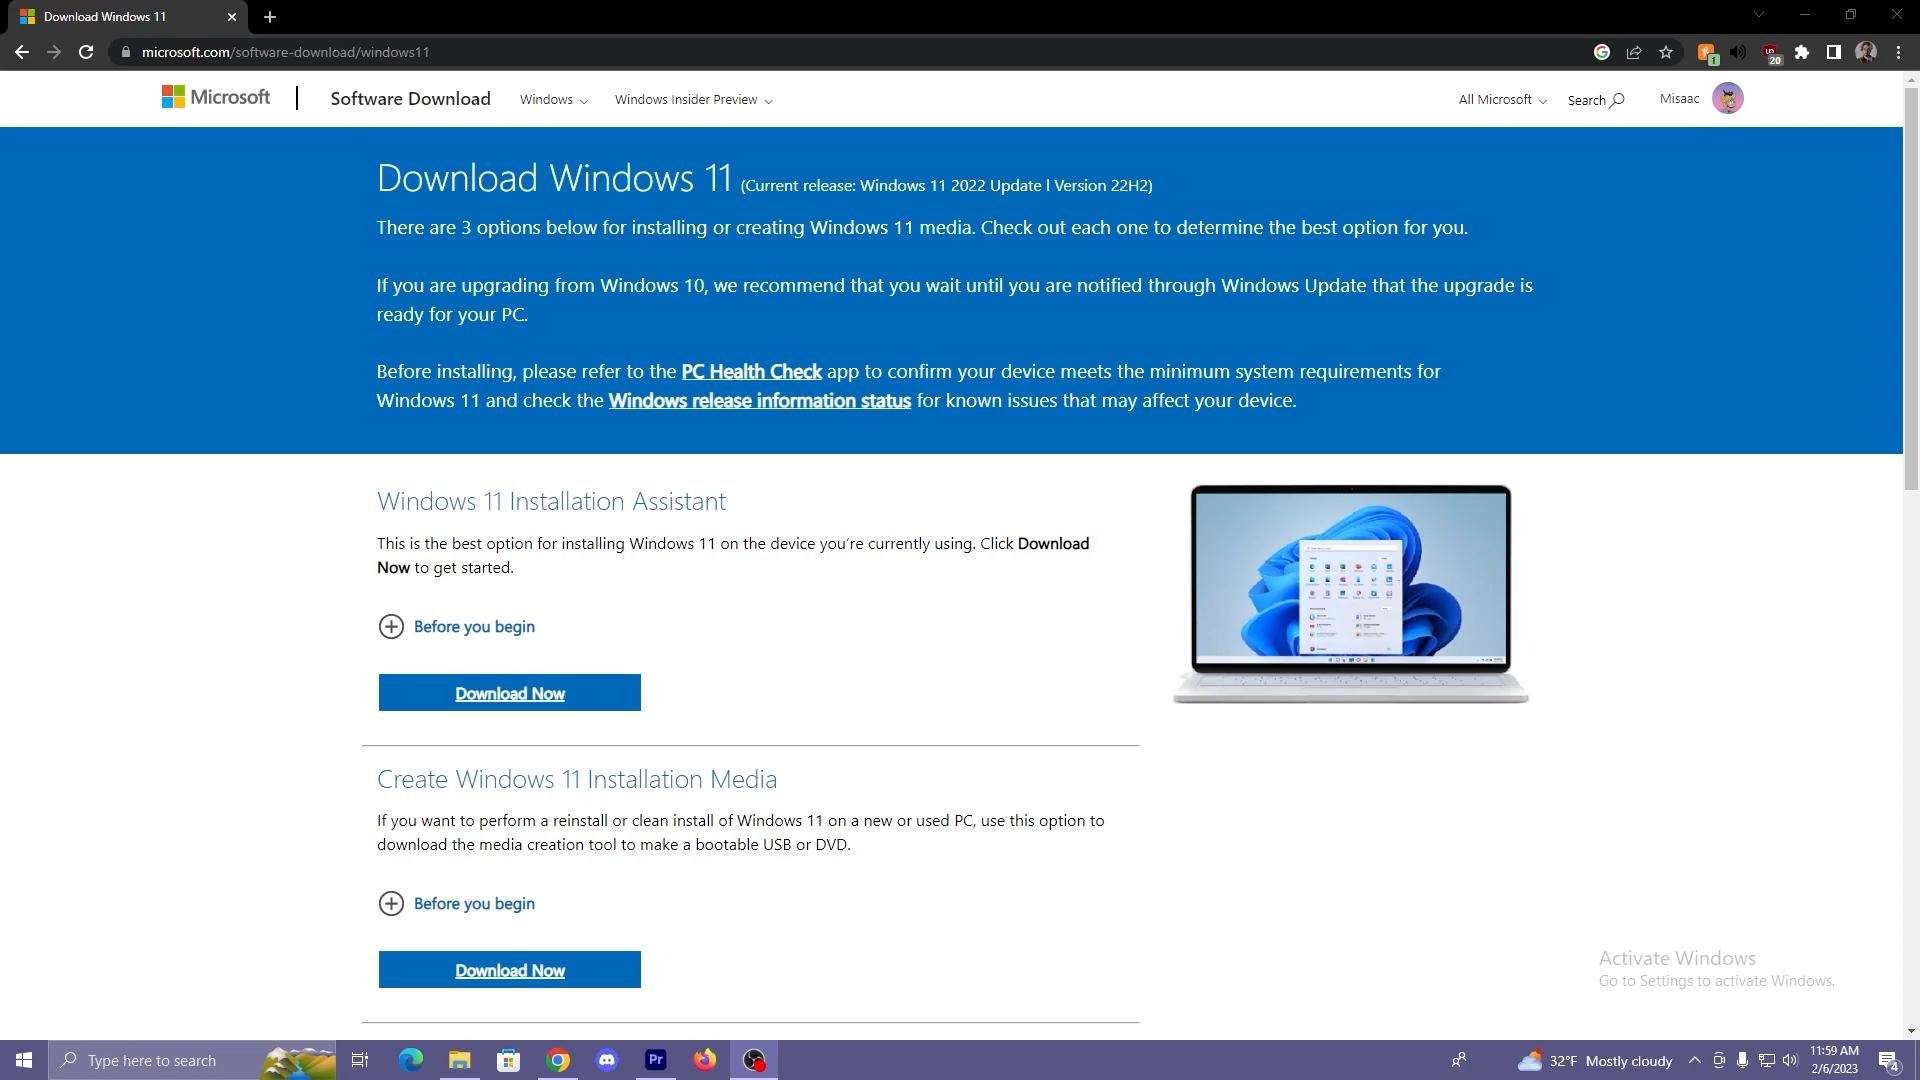 Download Windows 11
microsoft.com/software-download/windows11
1
20
Microsoft
Software Download
Windows
Windows Insider Preview
All Microsoft
Search
Misaac
Download Windows 11 (Current release: Windows 11 2022 Update l Version 22H2)
There are 3 options below for installing or creating Windows 11 media. Check out each one to determine the best option for you.
If you are upgrading from Windows 10, we recommend that you wait until you are notified through Windows Update that the upgrade is
ready for your PC.
Before installing, please refer to the PC Health Check app to confirm your device meets the minimum system requirements for
Windows 11 and check the Windows release information status for known issues that may affect your device.
Windows 11 Installation Assistant
This is the best option for installing Windows 11 on the device you're currently using. Click Download
Now to get started.
Before you begin
Download Now
Create Windows 11 Installation Media
If you want to perform a reinstall or clean install of Windows 11 on a new or used PC, use this option to
download the media creation tool to make a bootable USB or DVD.
Before you begin
Download Now
Activate Windows
Go to Settings to activate Windows.
Type here to search
Pr
32°F Mostly cloudy
11:59 AM
2/6/2023
4